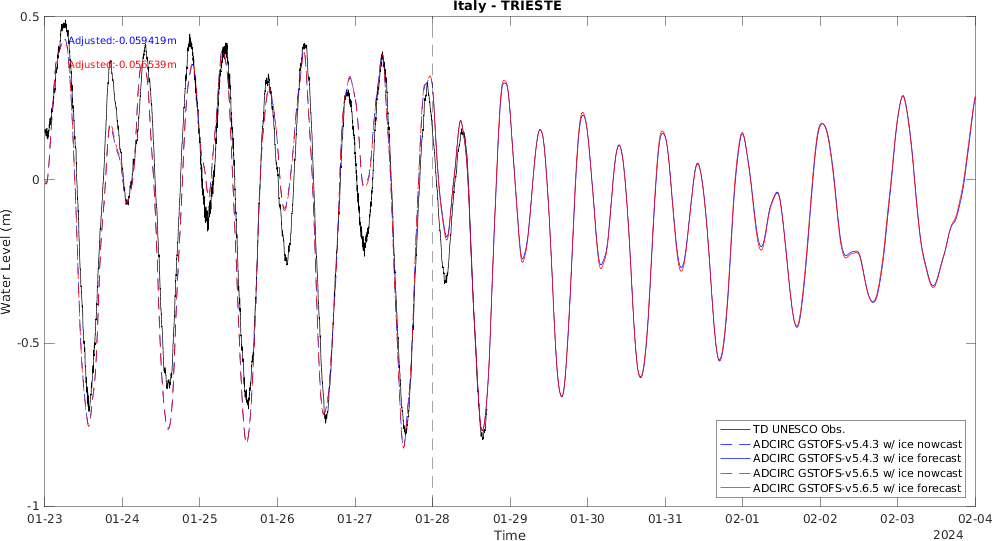 Italy - TRIESTE
0.5
Adjusted:-0.059419m
Adjusted:-0.056539m
0
Water Level (m)
-0.5
TD UNESCO Obs.
ADCIRC GSTOFS-v5.4.3 w/ ice nowcast
ADCIRC GSTOFS-v5.4.3 w/ ice forecast
ADCIRC GSTOFS-v5.6.5 w/ ice nowcast
ADCIRC GSTOFS-v5.6.5 w/ ice forecast
-1
01-23 01-24 01-25 01-26 01-27 01-28 01-29 01-30 01-31 02-01 02-02 02-03 02-04
Time
2024